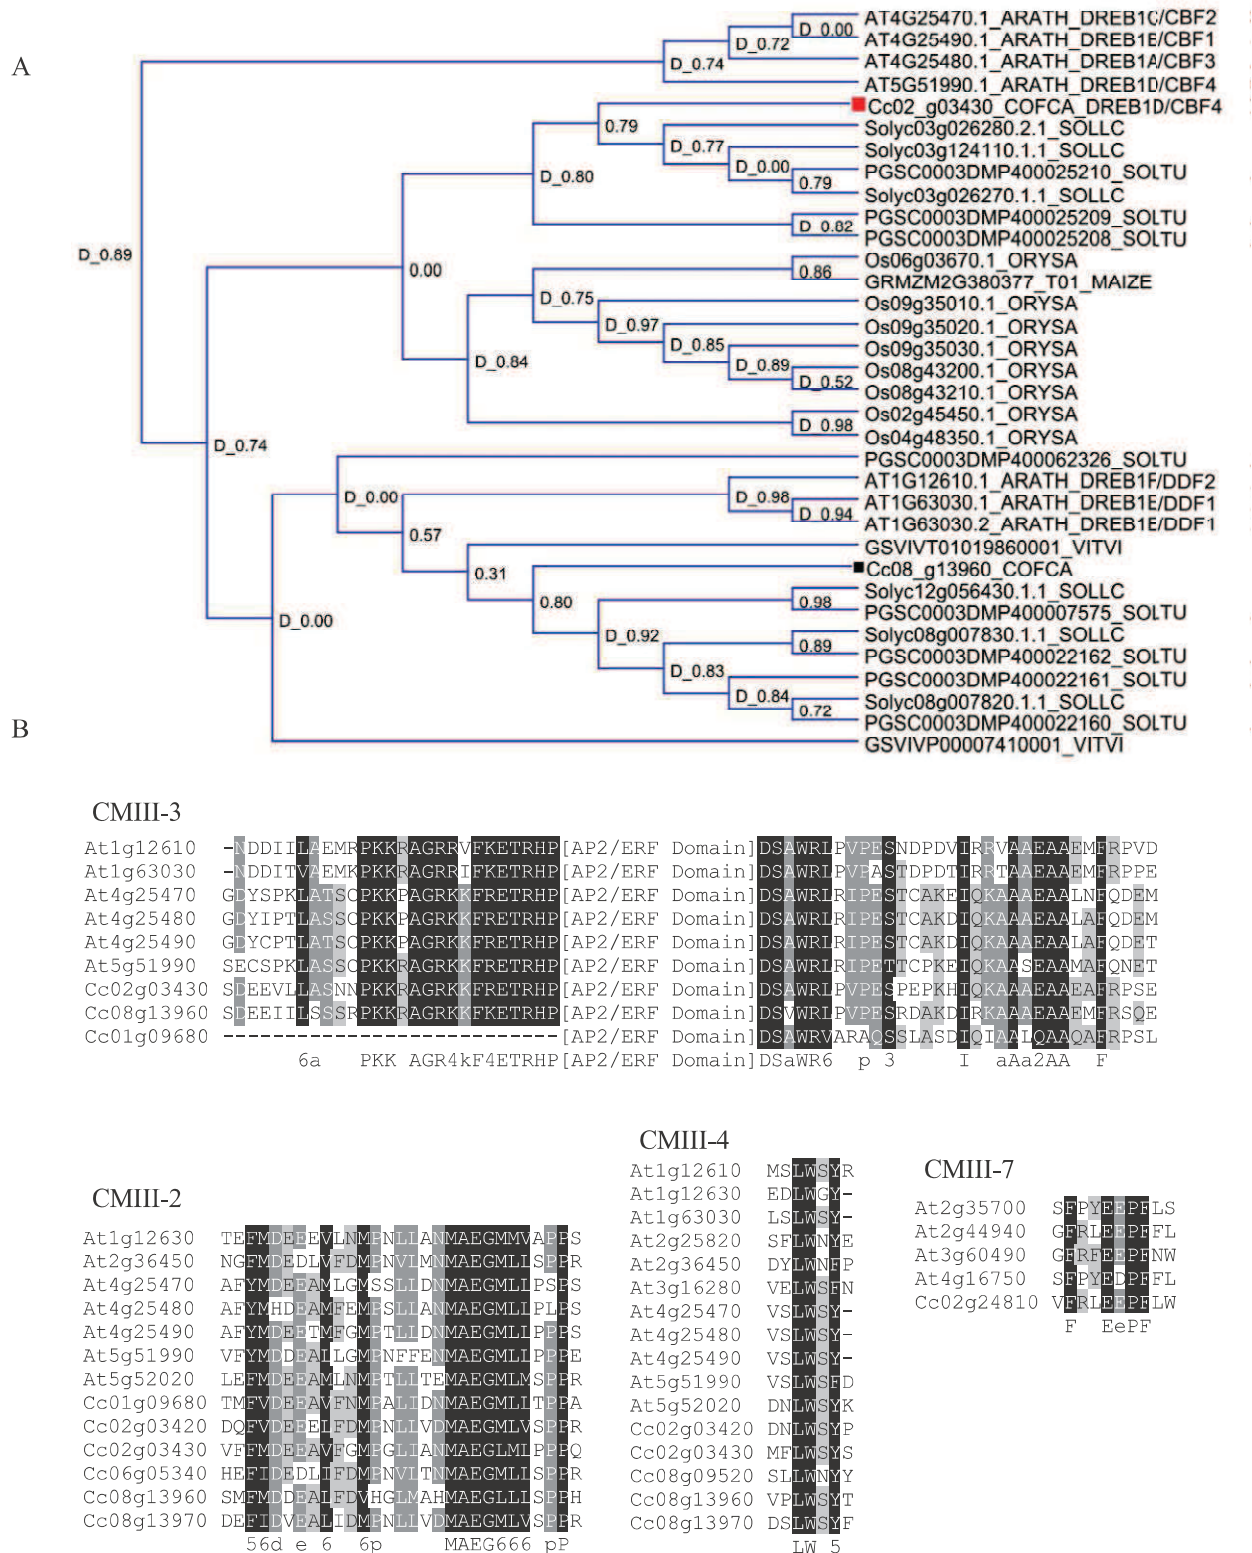 A
AT4G25470.1_ARATH_DREB1C/CBF2
D_0.00
AT4G25490.1_ARATH_DREB1B/CBF1
D_0.72
AT4G25480.1_ARATH_DREB1A/CBF3
D_0.74
AT5G51990.1_ARATH_DREB1D/CBF4
Cc02_g03430_COFCA_DREB1D/CBF4
0.79
Solyc03g026280.2.1_SOLLC
D_0.77
Solyc03g124110.1.1_SOLLC
D_0.00
PGSC0003DMP400025210_SOLTU
D_0.80
0.79
Solyc03g026270.1.1_SOLLC
PGSC0003DMP400025209_SOLTU
D_0.82
PGSC0003DMP400025208_SOLTU
D_0.89
Os06g03670.1_ORYSA
0.00
0.86
GRMZM2G380377_T01_MAIZE
D_0.75
Os09g35010.1_ORYSA
D_0.97
Os09g35020.1_ORYSA
D_0.85
Os09g35030.1_ORYSA
D_0.84
D_0.89
Os08g43200.1_ORYSA
D_0.52
Os08g43210.1_ORYSA
Os02g45450.1_ORYSA
D_0.98
Os04g48350.1_ORYSA
D_0.74
PGSC0003DMP400062326_SOLTU
D_0.00
AT1G12610.1_ARATH_DREB1F/DDF2
D_0.98
AT1G63030.1_ARATH_DREB1E/DDF1
D_0.94
AT1G63030.2_ARATH_DREB1E/DDF1
0.57
GSVIVT01019860001_VITVI
0.31
Cc08_g13960_COFCA
Solyc12g056430.1.1_SOLLC
0.80
0.98
PGSC0003DMP400007575_SOLTU
D_0.00
D_0.92
Solyc08g007830.1.1_SOLLC
0.89
PGSC0003DMP400022162_SOLTU
D_0.83
PGSC0003DMP400022161_SOLTU
D_0.84
Solyc08g007820.1.1_SOLLC
0.72
PGSC0003DMP400022160_SOLTU
GSVIVP00007410001_VITVI
B
CMIII-3
At1g12610 -NDDIILAEMRPKKRAGRRVFKETRHP[AP2/ERF Domain]DSAWRLPVPESNDPDVIRRVAAEAAEMFRPVD
At1g63030 -NDDITVAEMKPKKRAGRRIFKETRHP[AP2/ERF Domain]DSAWRLPVPASTDPDTIRRTAAEAAEMFRPPE
At4g25470 GDYSPKLATSCPKKPAGRKKFRETRHP[AP2/ERF Domain]DSAWRLRIPESTCAKEIQKAAAEAALNFQDEM
At4g25480 GDYIPTLASSCPKKPAGRKKFRETRHP[AP2/ERF Domain]DSAWRLRIPESTCAKDIQKAAAEAALAFQDEM
At4g25490 GDYCPTLATSCPKKPAGRKKFRETRHP[AP2/ERF Domain]DSAWRLRIPESTCAKDIQKAAAEAALAFQDET
At5g51990 SECSPKLASSCPKKRAGRKKFRETRHP[AP2/ERF Domain]DSAWRLRIPETTCPKEIQKAASEAAMAFQNET
Cc02g03430 SDEEVLLASNNPKKRAGRKKFRETRHP[AP2/ERF Domain]DSAWRLPVPESPEPKHIQKAAAEAAEAFRPSE
Cc08g13960 SDEEIILSSSRPKKRAGRKKFRETRHP[AP2/ERF Domain]DSVWRLPVPESRDAKDIRKAAAEAAEMFRSQE
Cc01g09680 ---------------------------[AP2/ERF Domain]DSAWRVARAQSSLASDIQIAALQAAQAFRPSL
6a PKK AGR4kF4ETRHP[AP2/ERF Domain]DSaWR6 p 3 I aAa2AA F
CMIII-2
At1g12630 TEFMDEEEVLNMPNLLANMAEGMMVAPPS
At2g36450 NGFMDEDLVFDMPNVLMNMAEGMLLSPPR
At4g25470 AFYMDEEAMLGMSSLLDNMAEGMLLPSPS
At4g25480 AFYMHDEAMFEMPSLLANMAEGMLLPLPS
At4g25490 AFYMDEETMFGMPTLLDNMAEGMLLPPPS
At5g51990 VFYMDDEALLGMPNFFENMAEGMLLPPPE
At5g52020 LEFMDEEAMLNMPTLLTEMAEGMLMSPPR
Cc01g09680 TMFVDEEAVFNMPALIDNMAEGMLLTPPA
Cc02g03420 DQFVDEEELFDMPNLLVDMAEGMLVSPPR
Cc02g03430 VFFMDEEAVFGMPGLIANMAEGLMLPPPQ
Cc06g05340 HEFIDEDLIFDMPNVLTNMAEGMLLSPPR
Cc08g13960 SMFMDDEALFDVHGLMAHMAEGLLLSPPH
Cc08g13970 DEFIDVEALIDMPNLLVDMAEGMLVSPPR
56d e 6 6p MAEG666 pP
CMIII-4
At1g12610 MSLWSYR
At1g12630 EDLWGY-
At1g63030 LSLWSY-
At2g25820 SFLWNYE
At2g36450 DYLWNFP
At3g16280 VELWSFN
At4g25470 VSLWSY-
At4g25480 VSLWSY-
At4g25490 VSLWSY-
At5g51990 VSLWSFD
At5g52020 DNLWSYK
Cc02g03420 DNLWSYP
Cc02g03430 MFLWSYS
Cc08g09520 SLLWNYY
Cc08g13960 VPLWSYT
Cc08g13970 DSLWSYF
LW 5
CMIII-7
At2g35700 SFPYEEPFLS
At2g44940 GFRLEEPFFL
At3g60490 GFRFEEPFNW
At4g16750 SFPYEDPFFL
Cc02g24810 VFRLEEPFLW
F EePF